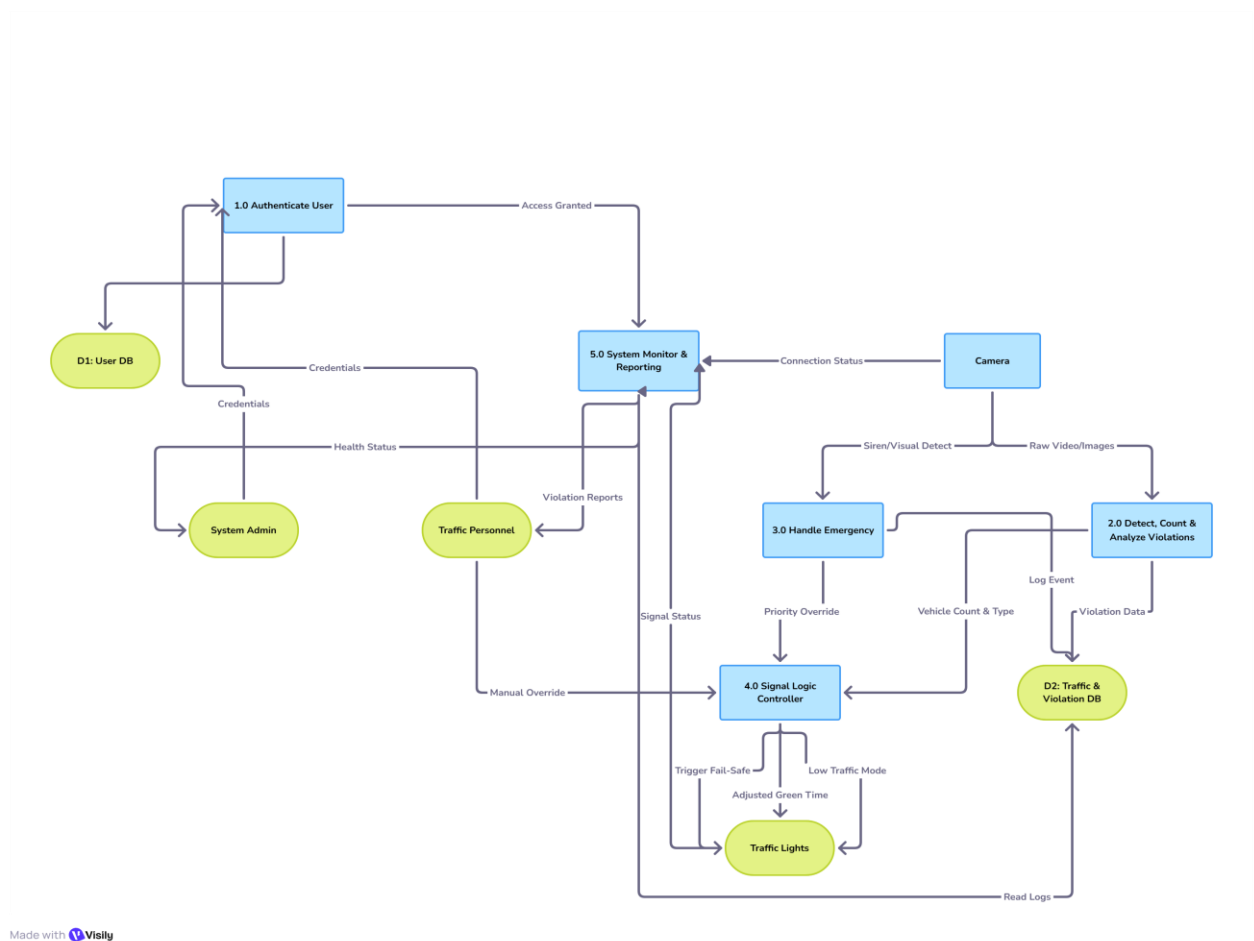 1.0 Authenticate User
Access Granted
D1: User DB
Credentials
Credentials
5.0 System Monitor &
Reporting
Connection Status
Camera
Health Status
Siren/Visual Detect
Raw Video/Images
Violation Reports
System Admin
Traffic Personnel
3.0 Handle Emergency
2.0 Detect, Count &
Analyze Violations
Log Event
Signal Status
Priority Override
Vehicle Count & Type
Violation Data
Manual Override
4.0 Signal Logic
Controller
D2: Traffic &
Violation DB
Trigger Fail-Safe
Low Traffic Mode
Adjusted Green Time
Traffic Lights
Read Logs
Made with Visily